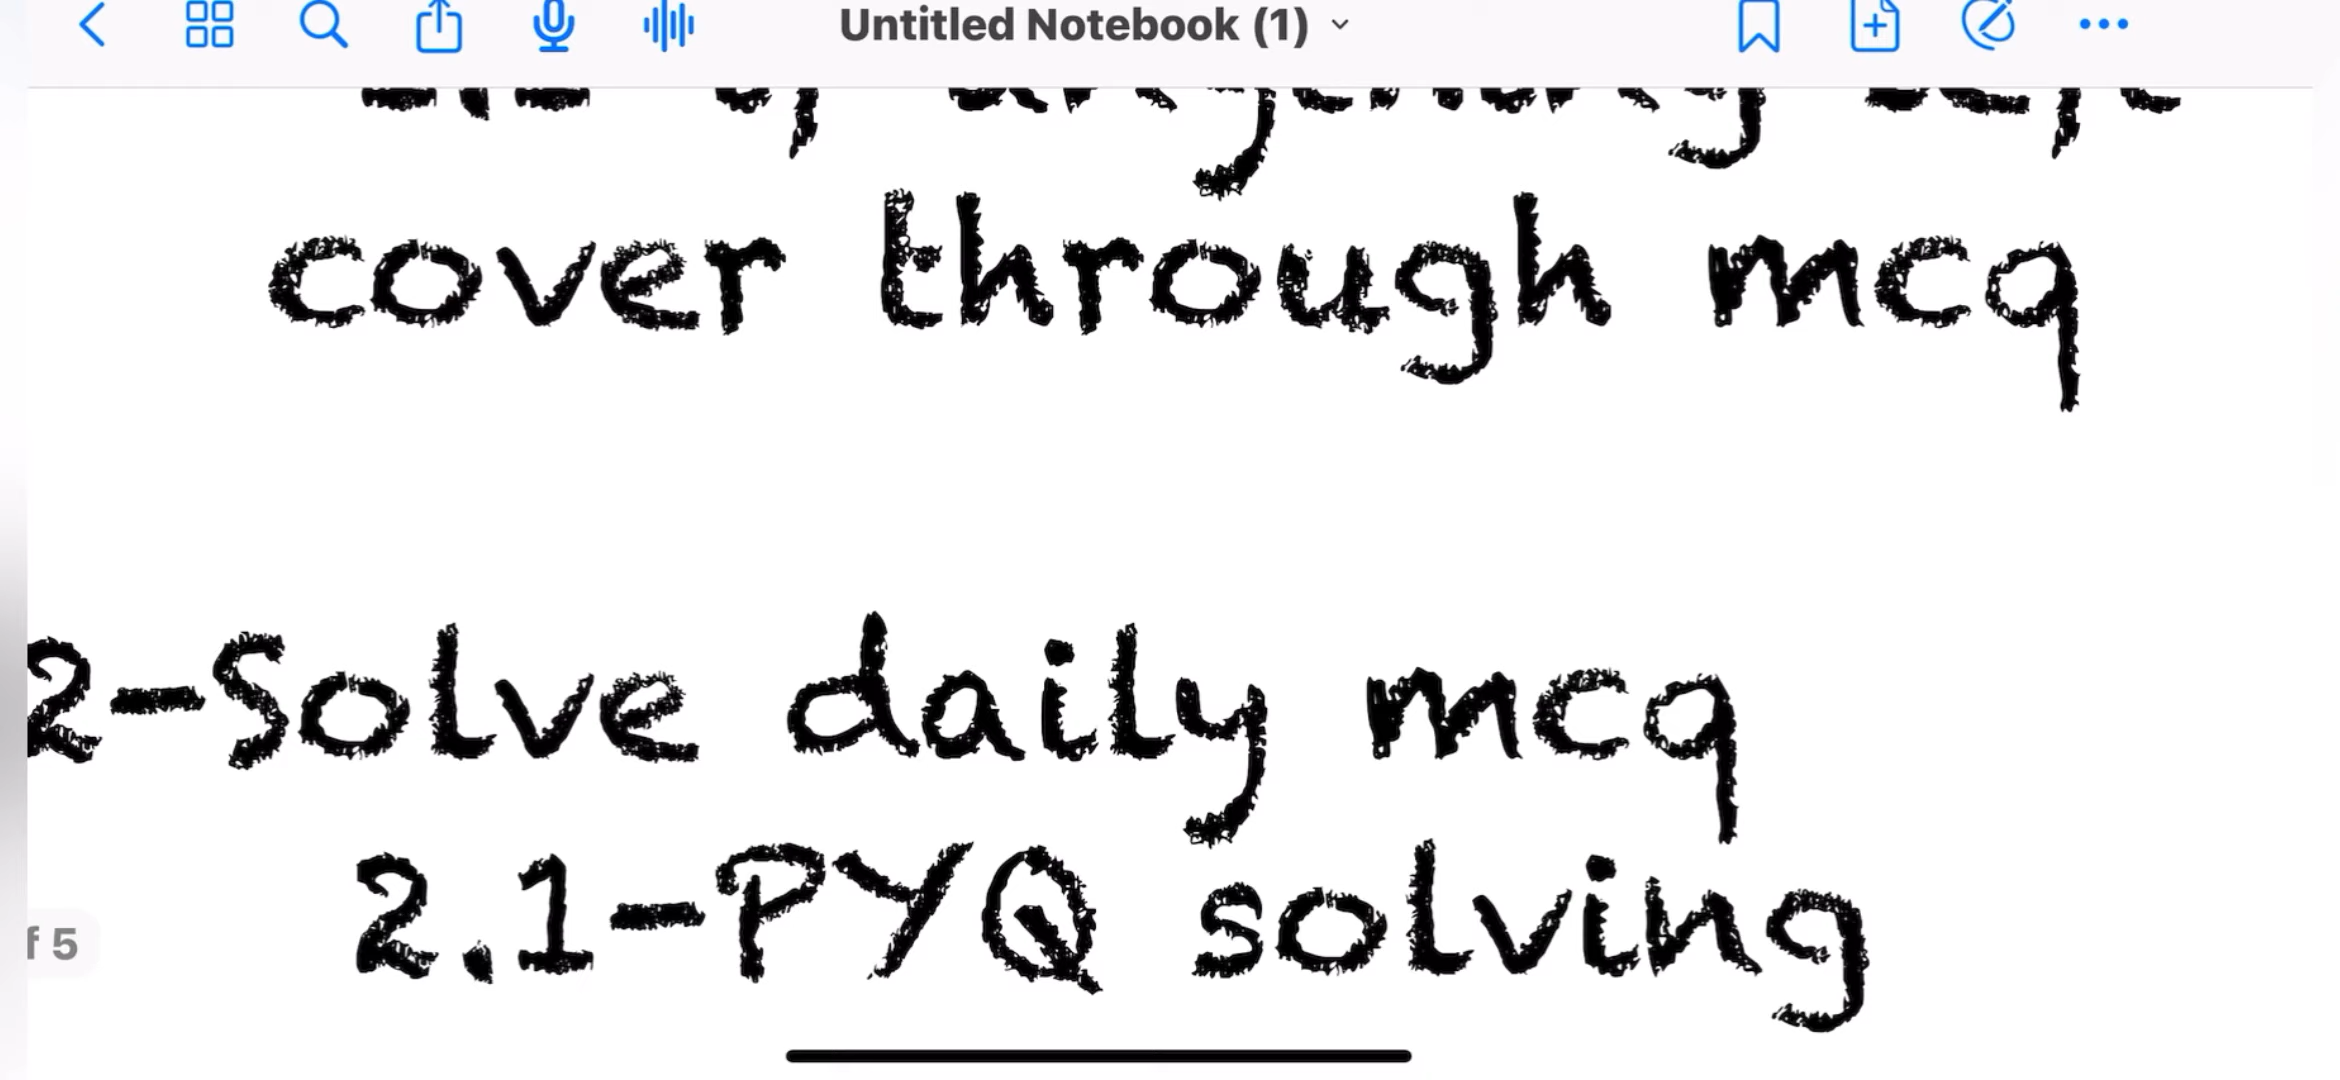 Untitled Notebook (1)
cover through mcq
2-Solve daily mcq
2.1-PYQ solving
f 5